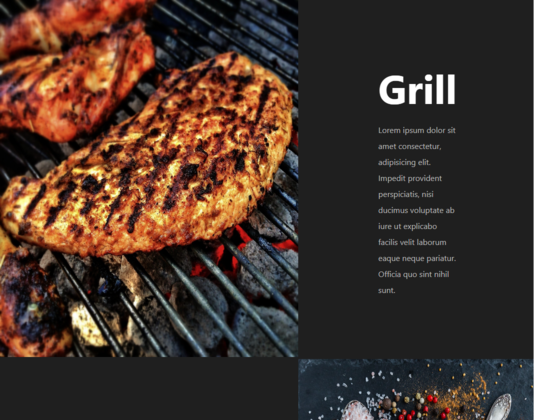 Grill
Lorem ipsum dolor sit
amet consectetur,
adipisicing elit.
Impedit provident
perspiciatis, nisi
ducimus voluptate ab
iure ut explicabo
facilis velit laborum
eaque neque pariatur.
Officia quo sint nihil
sunt.